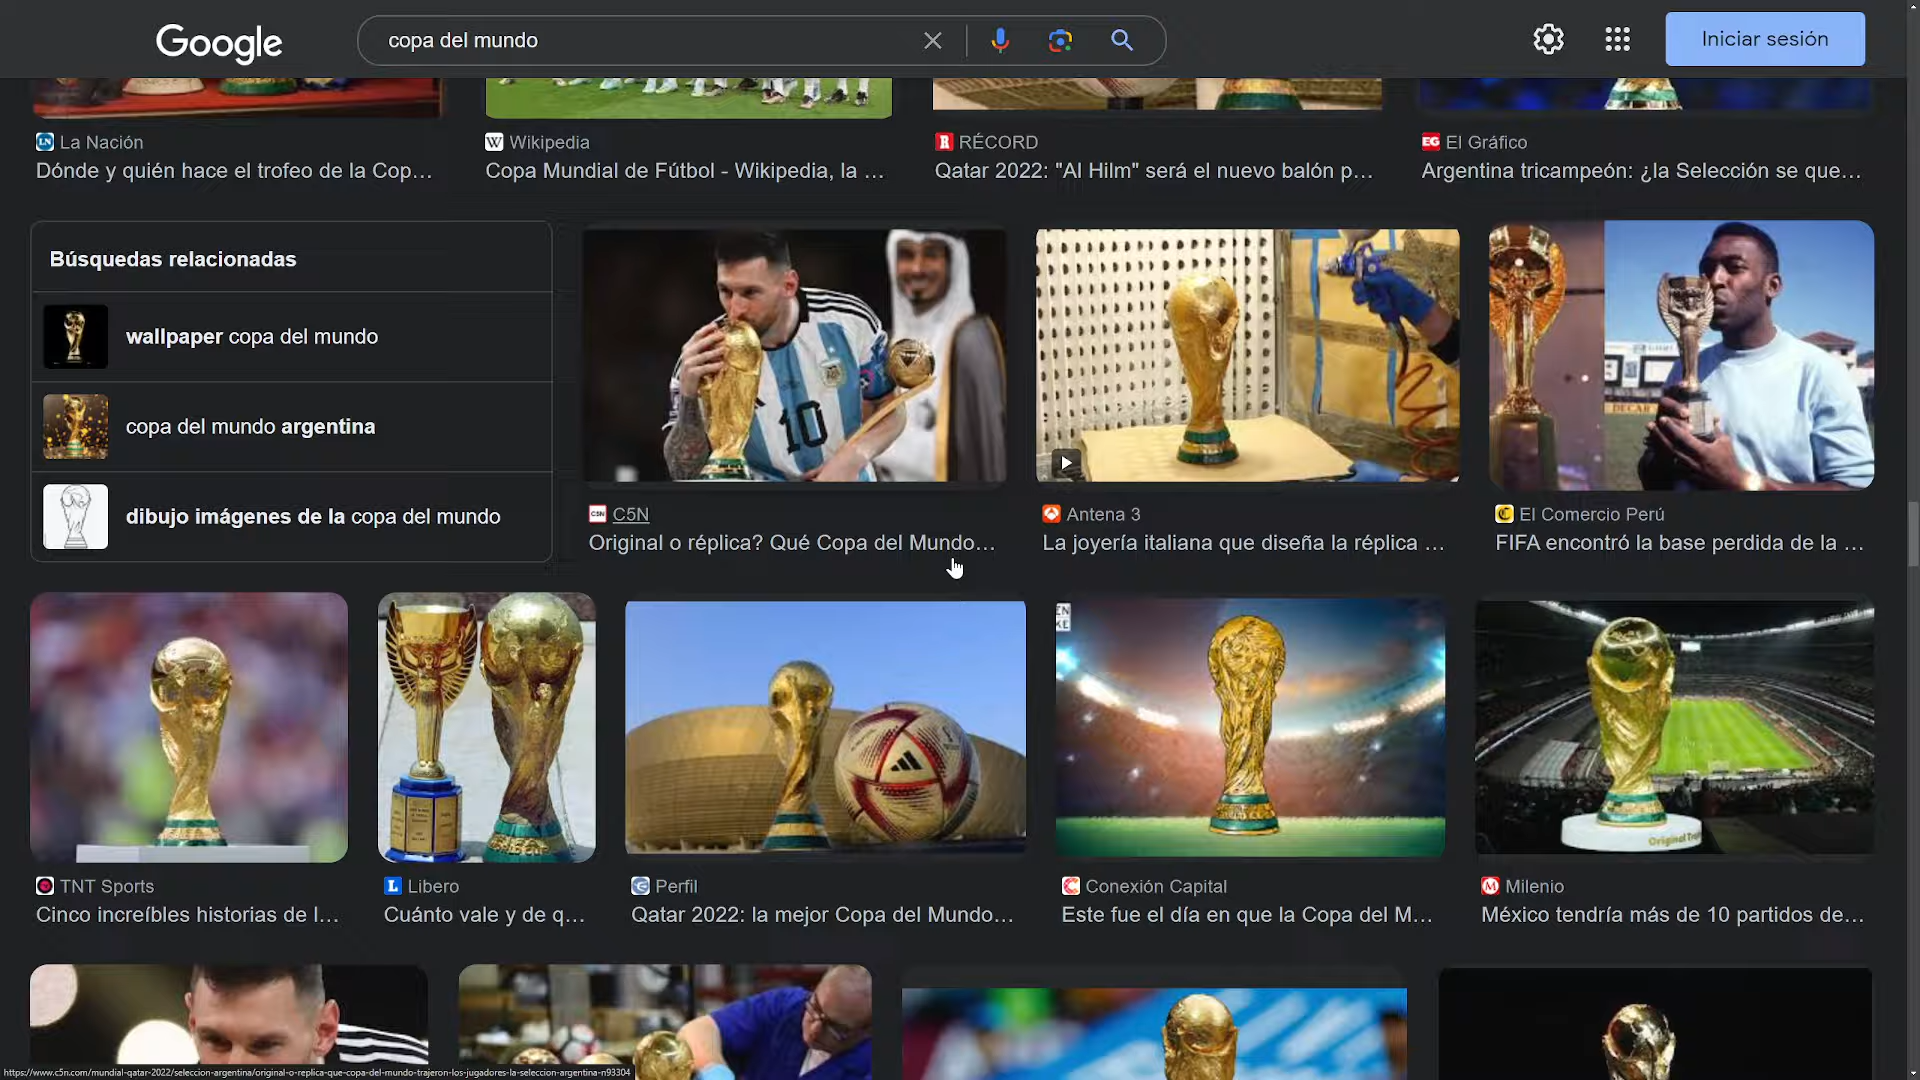 Google
copa del mundo
Iniciar sesión
La Nación
Dónde y quién hace el trofeo de la Cop...
Wikipedia
Copa Mundial de Fútbol - Wikipedia, la ...
RÉCORD
Qatar 2022: "Al Hilm" será el nuevo balón p...
EG El Gráfico
Argentina tricampeón: ¿la Selección se que...
Búsquedas relacionadas
wallpaper copa del mundo
copa del mundo argentina
dibujo imágenes de la copa del mundo
10
C5N
Original o réplica? Qué Copa del Mundo...
Antena 3
La joyería italiana que diseña la réplica ...
El Comercio Perú
FIFA encontró la base perdida de la ...
TNT Sports
Cinco increíbles historias de l...
Libero
Cuánto vale y de q...
Perfil
Qatar 2022: la mejor Copa del Mundo...
Conexión Capital
Este fue el día en que la Copa del M...
Milenio
México tendría más de 10 partidos de...
https://www.c5n.com/mundial-qatar-2022/seleccion-argentina/original-o-replica-que-copa-del-mundo-trajeron-los-jugadores-la-seleccion-argentina-n93304